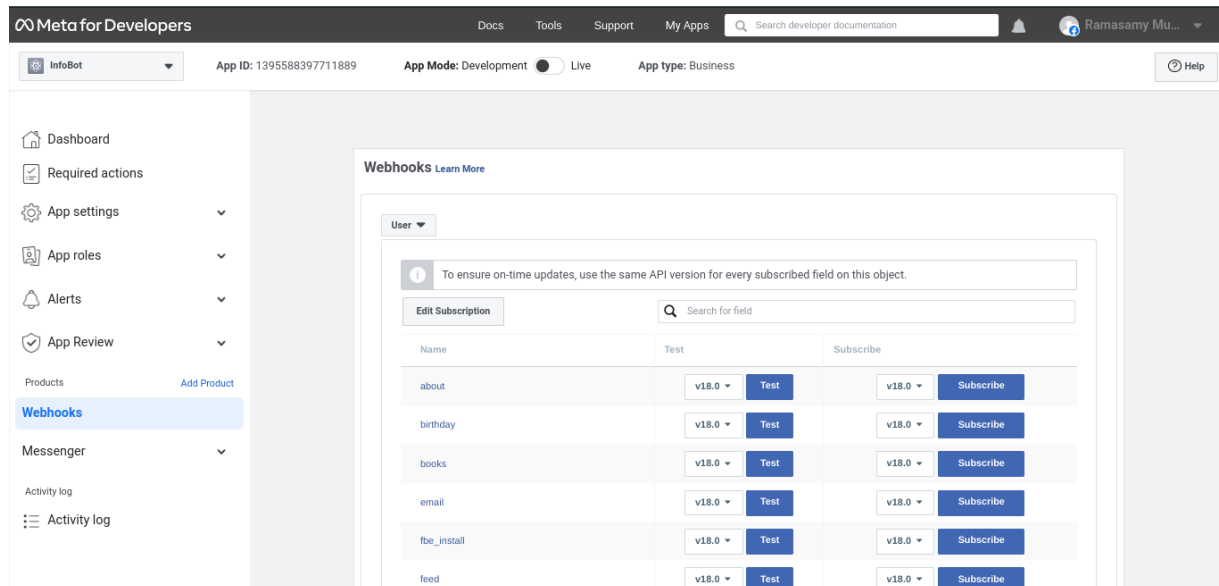 Meta for Developers
Docs Tools Support My Apps Search developer documentation Ramasamy Mu...
InfoBot App ID: 1395588397711889 App Mode: Development Live App type: Business Help
Dashboard
Required actions
App settings
App roles
Alerts
App Review
Products Add Product
Webhooks
Messenger
Activity log
Activity log
Webhooks Learn More
User
To ensure on-time updates, use the same API version for every subscribed field on this object.
Edit Subscription Search for field
Name Test Subscribe
about v18.0 Test v18.0 Subscribe
birthday v18.0 Test v18.0 Subscribe
books v18.0 Test v18.0 Subscribe
email v18.0 Test v18.0 Subscribe
fbe_install v18.0 Test v18.0 Subscribe
feed v18.0 Test v18.0 Subscribe